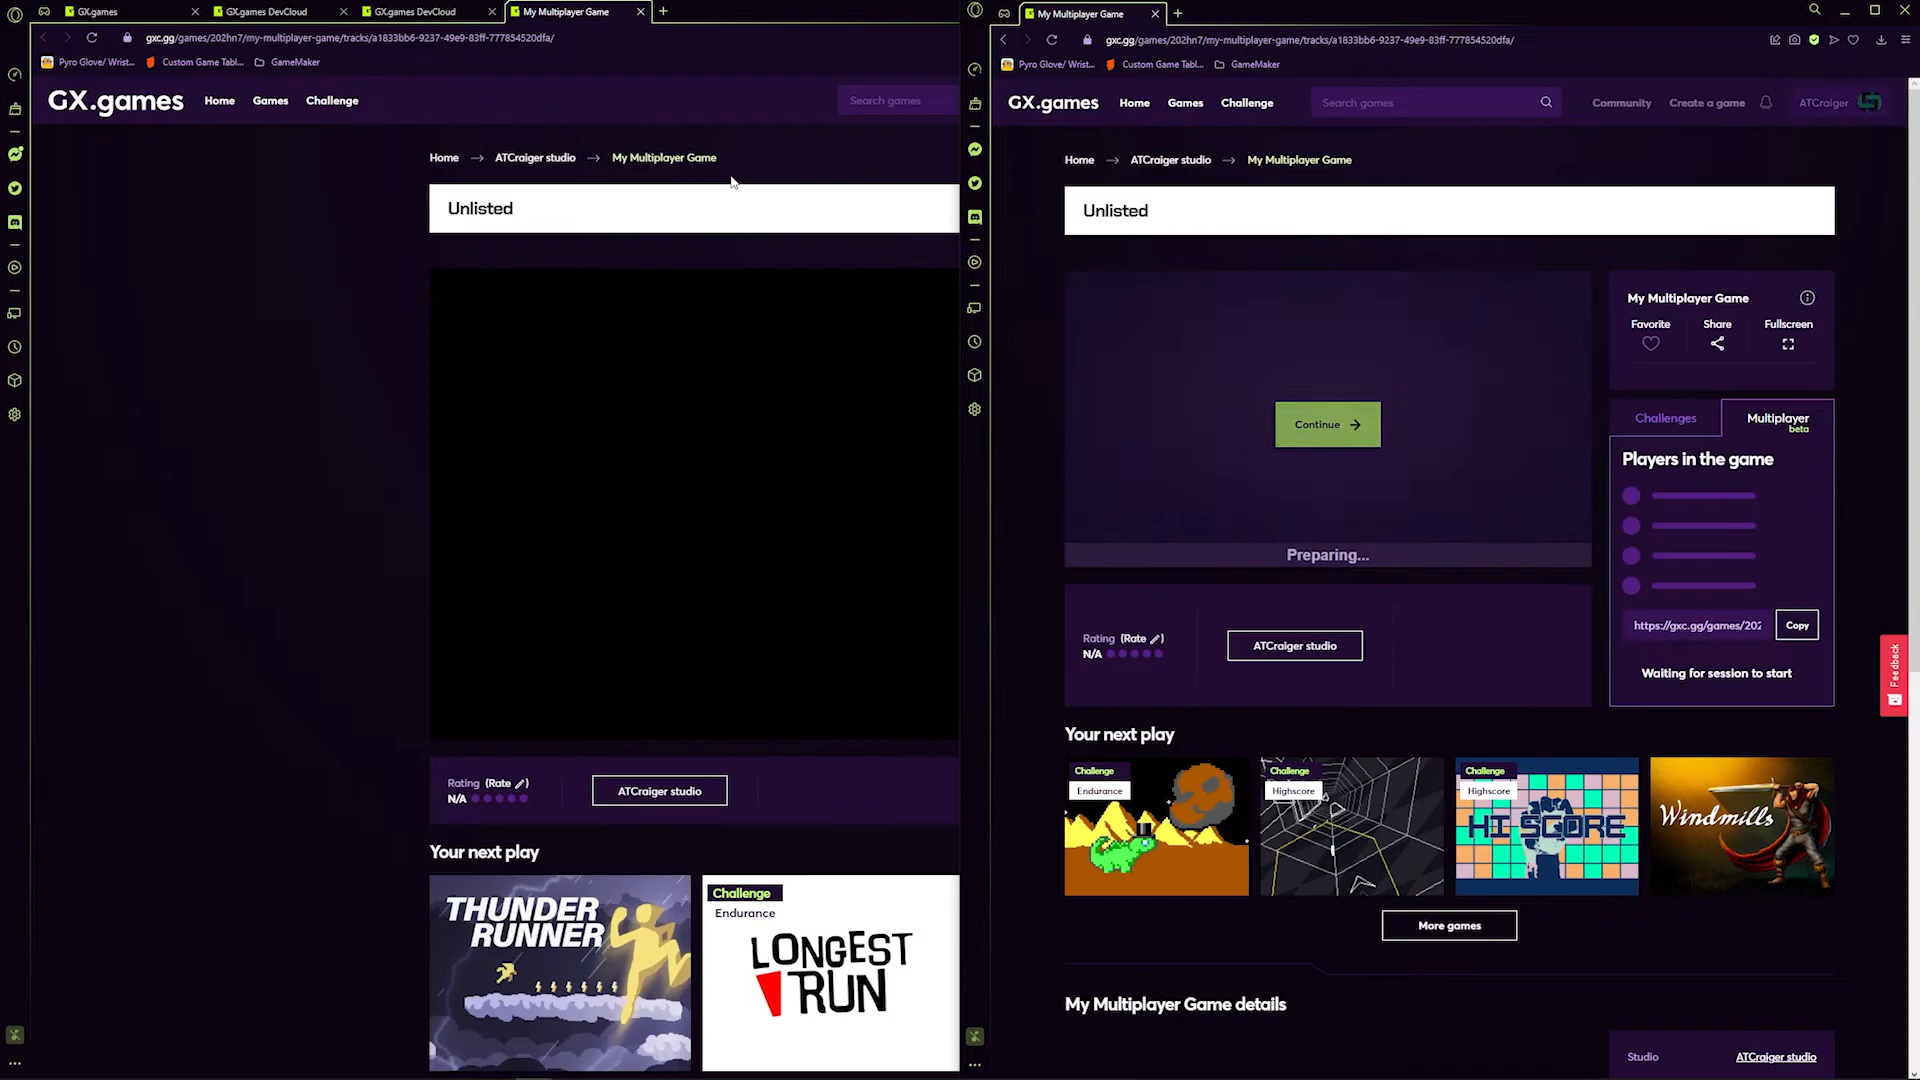 GX.games
GX.games DevCloud
GX.games DevCloud
My Multiplayer Game
gxc.gg/games/202hn7/my-multiplayer-game/tracks/a1833bb6-9237-49e9-83ff-777854520dfa/
Pyro Glove/ Wrist...
Custom Game Tabl...
GameMaker
GX.games
Home
Games
Challenge
Search games
Home → ATCraiger studio → My Multiplayer Game
Unlisted
Rating (Rate)
N/A
ATCraiger studio
Your next play
THUNDER
RUNNER
Challenge
Endurance
LONGEST
RUN
My Multiplayer Game
gxc.gg/games/202hn7/my-multiplayer-game/tracks/a1833bb6-9237-49e9-83ff-777854520dfa/
Pyro Glove/ Wrist...
Custom Game Tabl...
GameMaker
GX.games
Home
Games
Challenge
Search games
Community
Create a game
ATCraiger
Home → ATCraiger studio → My Multiplayer Game
Unlisted
Continue →
Preparing...
My Multiplayer Game
Favorite
Share
Fullscreen
Challenges
Multiplayer
beta
Players in the game
https://gxc.gg/games/202
Copy
Waiting for session to start
Feedback
Rating (Rate)
N/A
ATCraiger studio
Your next play
Challenge
Endurance
Challenge
Highscore
Challenge
Highscore
HI SCORE
Windmills
More games
My Multiplayer Game details
Studio
ATCraiger studio